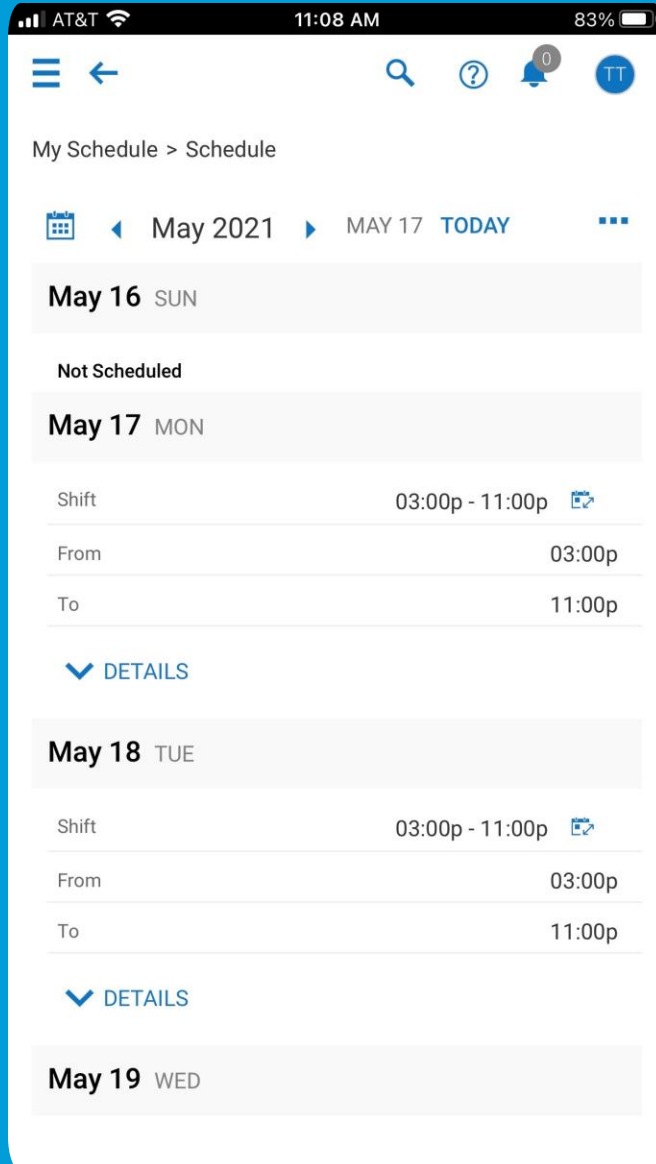 AT&T 11:08 AM 83%
0 TT
My Schedule > Schedule
May 2021 MAY 17 TODAY
May 16 SUN
Not Scheduled
May 17 MON
Shift 03:00p - 11:00p
From 03:00p
To 11:00p
DETAILS
May 18 TUE
Shift 03:00p - 11:00p
From 03:00p
To 11:00p
DETAILS
May 19 WED